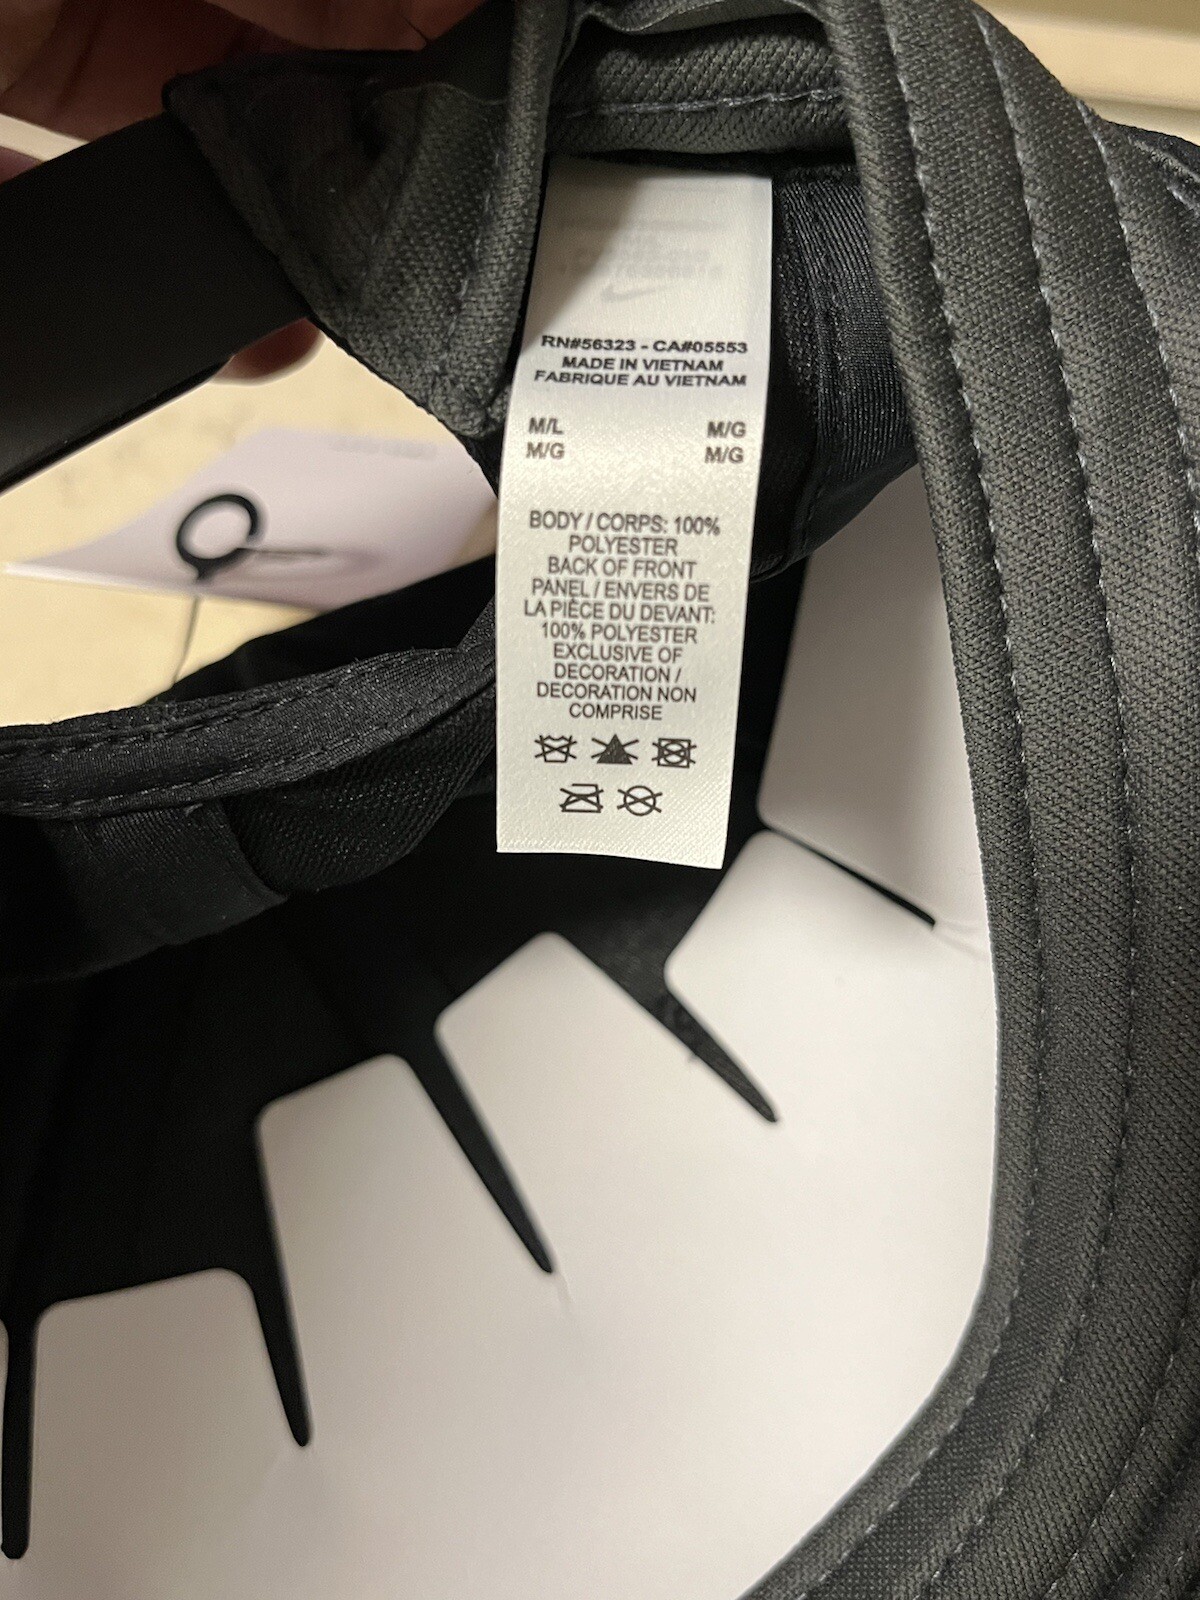 RN#56323 - CA#05553
MADE IN VIETNAM
FABRIQUE AU VIETNAM
M/L M/G
M/G M/G
BODY / CORPS: 100%
POLYESTER
BACK OF FRONT
PANEL / ENVERS DE
LA PIÈCE DU DEVANT:
100% POLYESTER
EXCLUSIVE OF
DECORATION /
DECORATION NON
COMPRISE